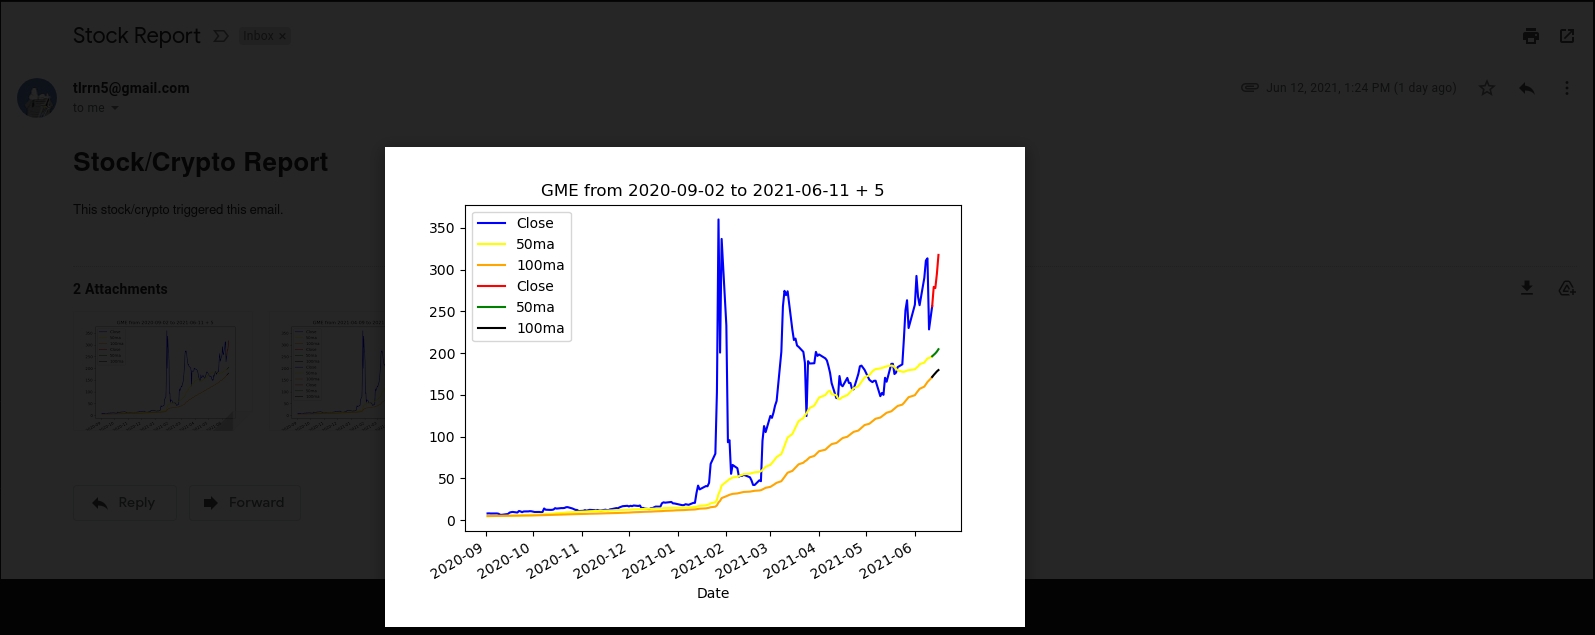 Stock Report
Inbox ×
tlrrn5@gmail.com
Jun 12, 2021, 1:24 PM (1 day ago)
to me
Stock/Crypto Report
This stock/crypto triggered this email.
2 Attachments
Reply
Forward
GME from 2020-09-02 to 2021-06-11 + 5
Close
50ma
100ma
Close
50ma
100ma
350
300
250
200
150
100
50
0
2020-09
2020-10
2020-11
2020-12
2021-01
2021-02
2021-03
2021-04
2021-05
2021-06
Date